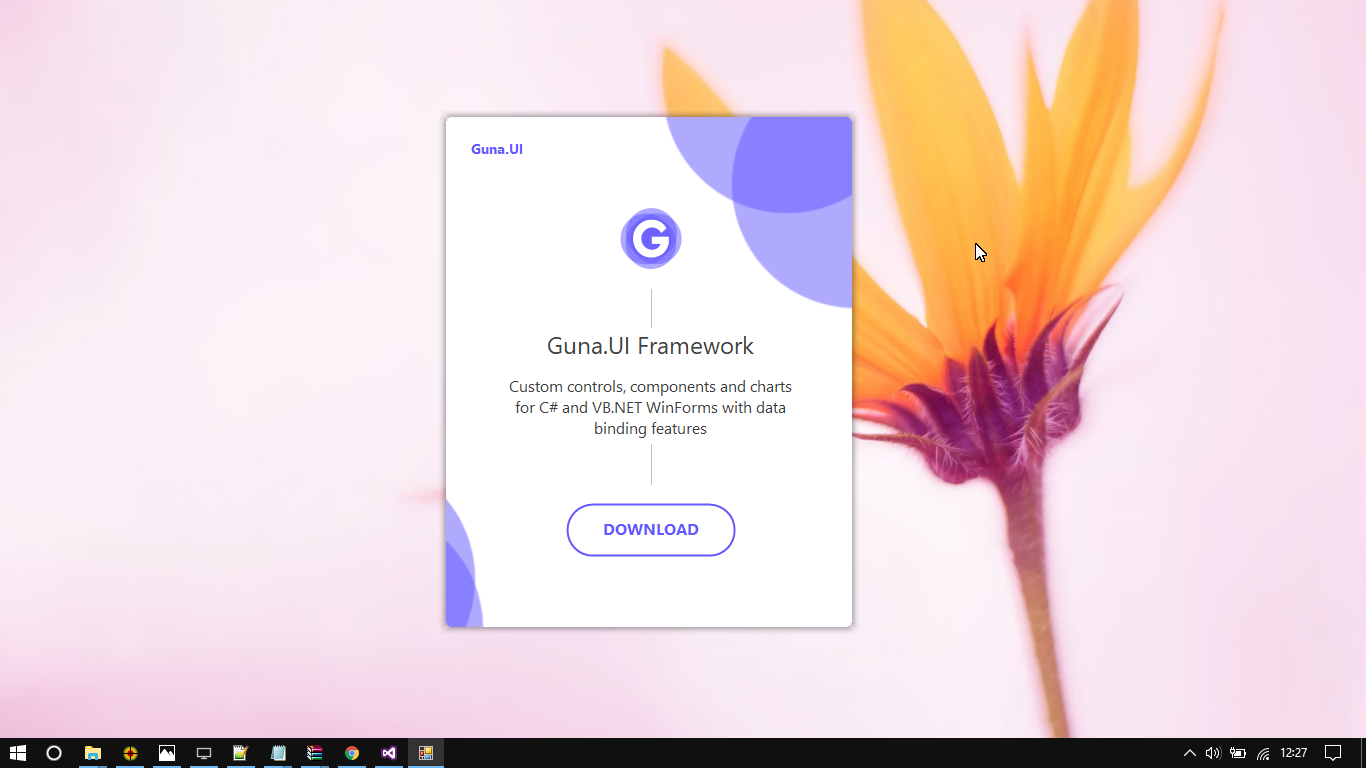 Guna.UI
G
Guna.UI Framework
Custom controls, components and charts
for C# and VB.NET WinForms with data
binding features
DOWNLOAD
12:27